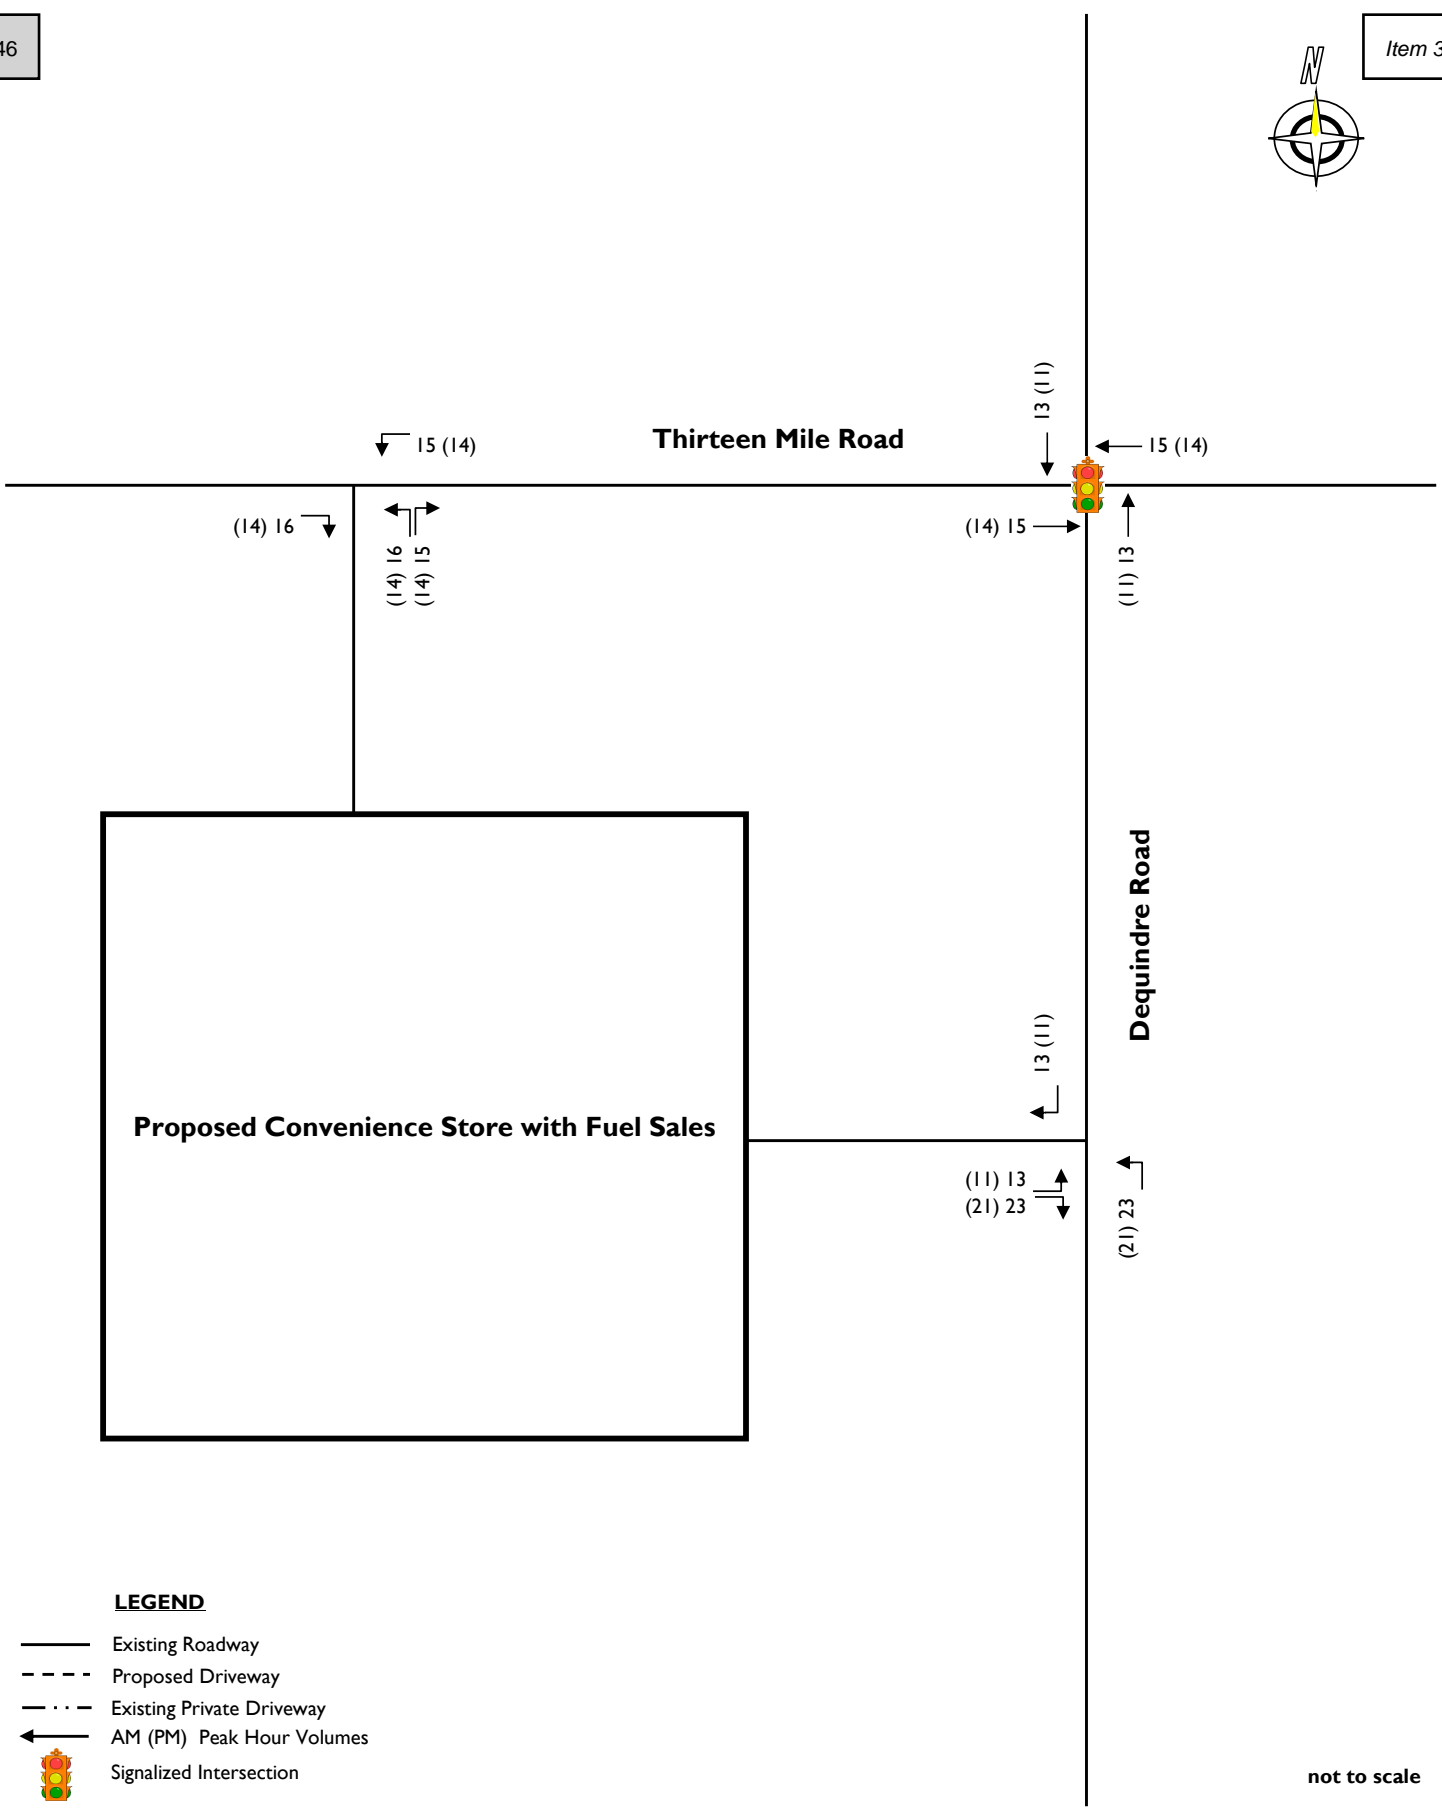 46
Item 3
N
13 (11)
15 (14)
Thirteen Mile Road
15 (14)
(14) 16
(14) 16
(14) 15
(14) 15
(11) 13
Dequindre Road
13 (11)
Proposed Convenience Store with Fuel Sales
(11) 13
(21) 23
(21) 23
LEGEND
Existing Roadway
Proposed Driveway
Existing Private Driveway
AM (PM) Peak Hour Volumes
Signalized Intersection
not to scale